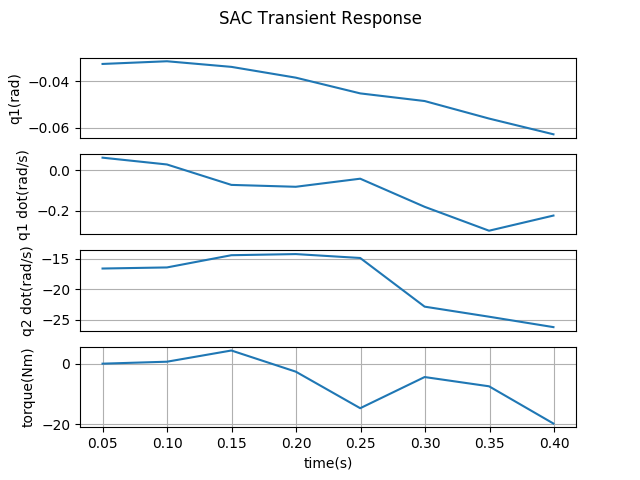 SAC Transient Response
q1(rad)
−0.04
−0.06
q1 dot(rad/s)
0.0
−0.2
q2 dot(rad/s)
−15
−20
−25
torque(Nm)
0
−20
0.05 0.10 0.15 0.20 0.25 0.30 0.35 0.40
time(s)